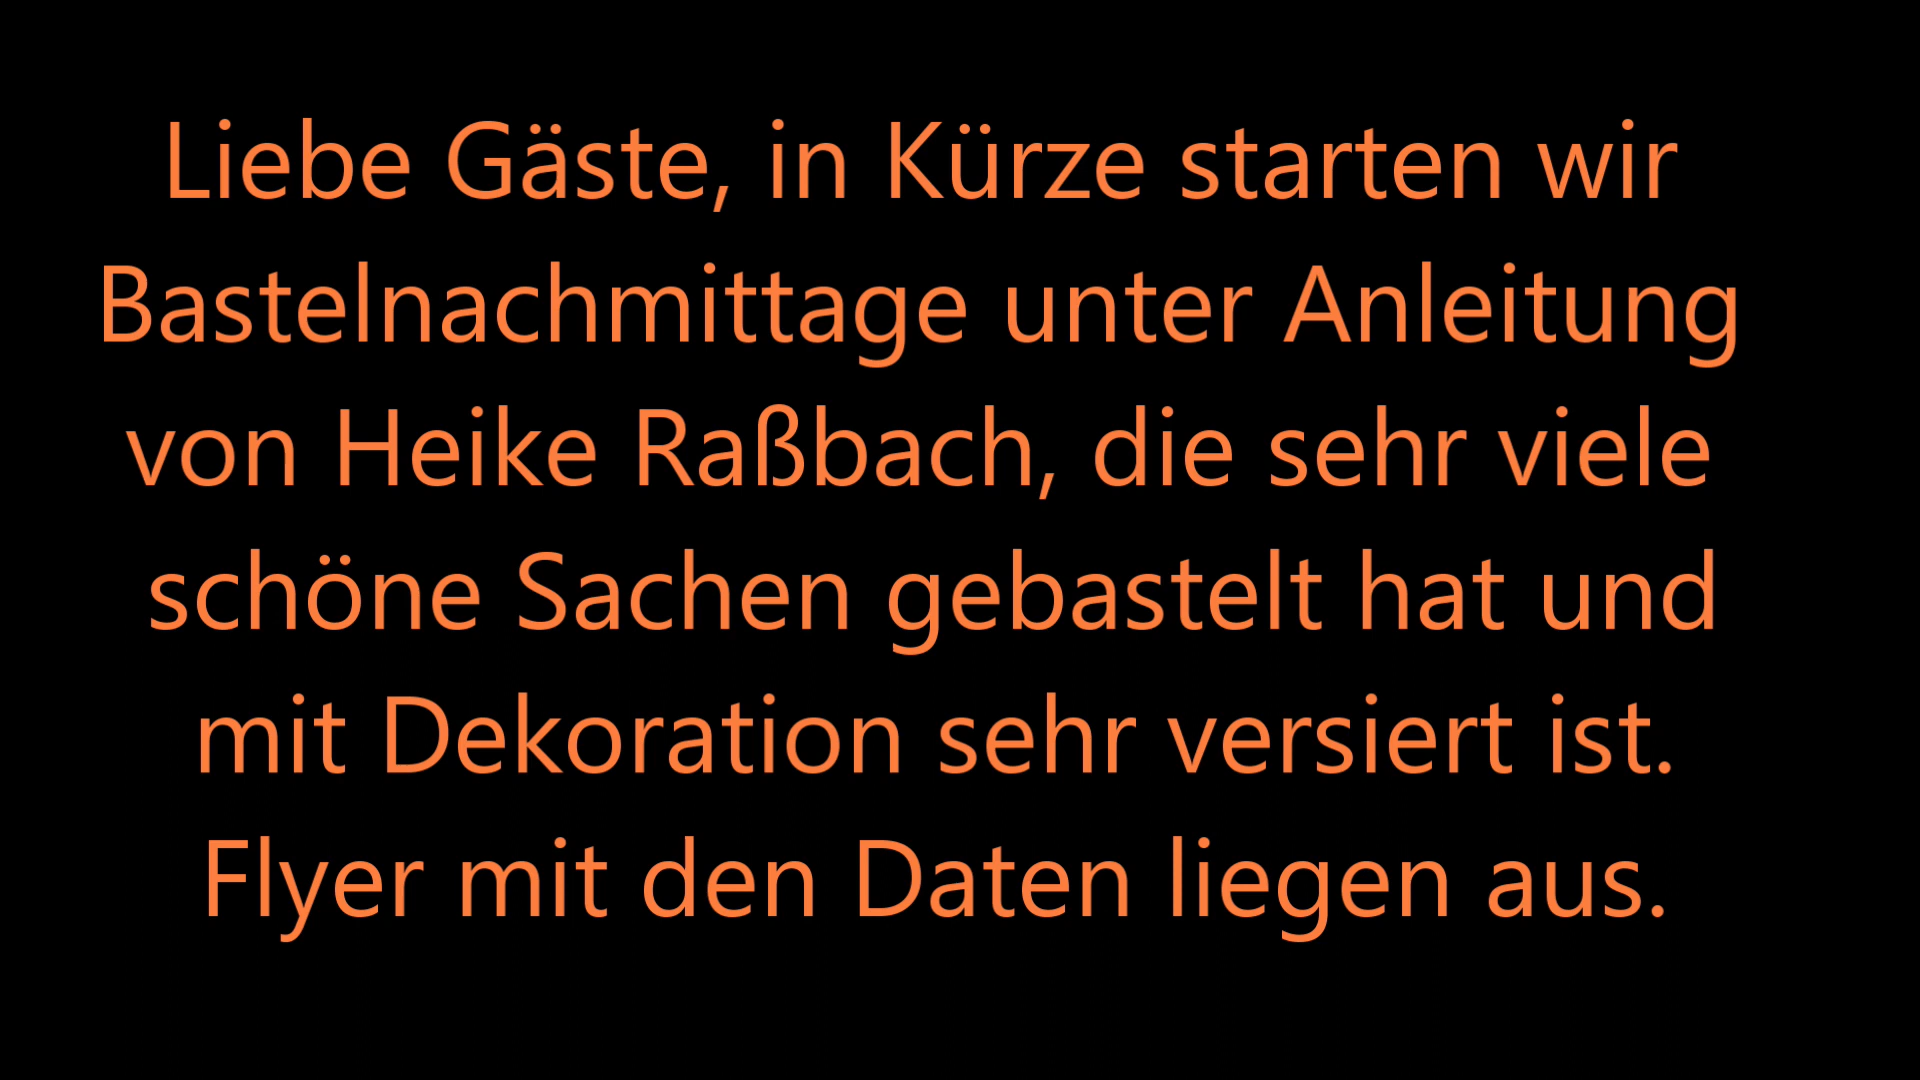 Liebe Gäste, in Kürze starten wir
Bastelnachmittage unter Anleitung
von Heike Raßbach, die sehr viele
schöne Sachen gebastelt hat und
mit Dekoration sehr versiert ist.
Flyer mit den Daten liegen aus.